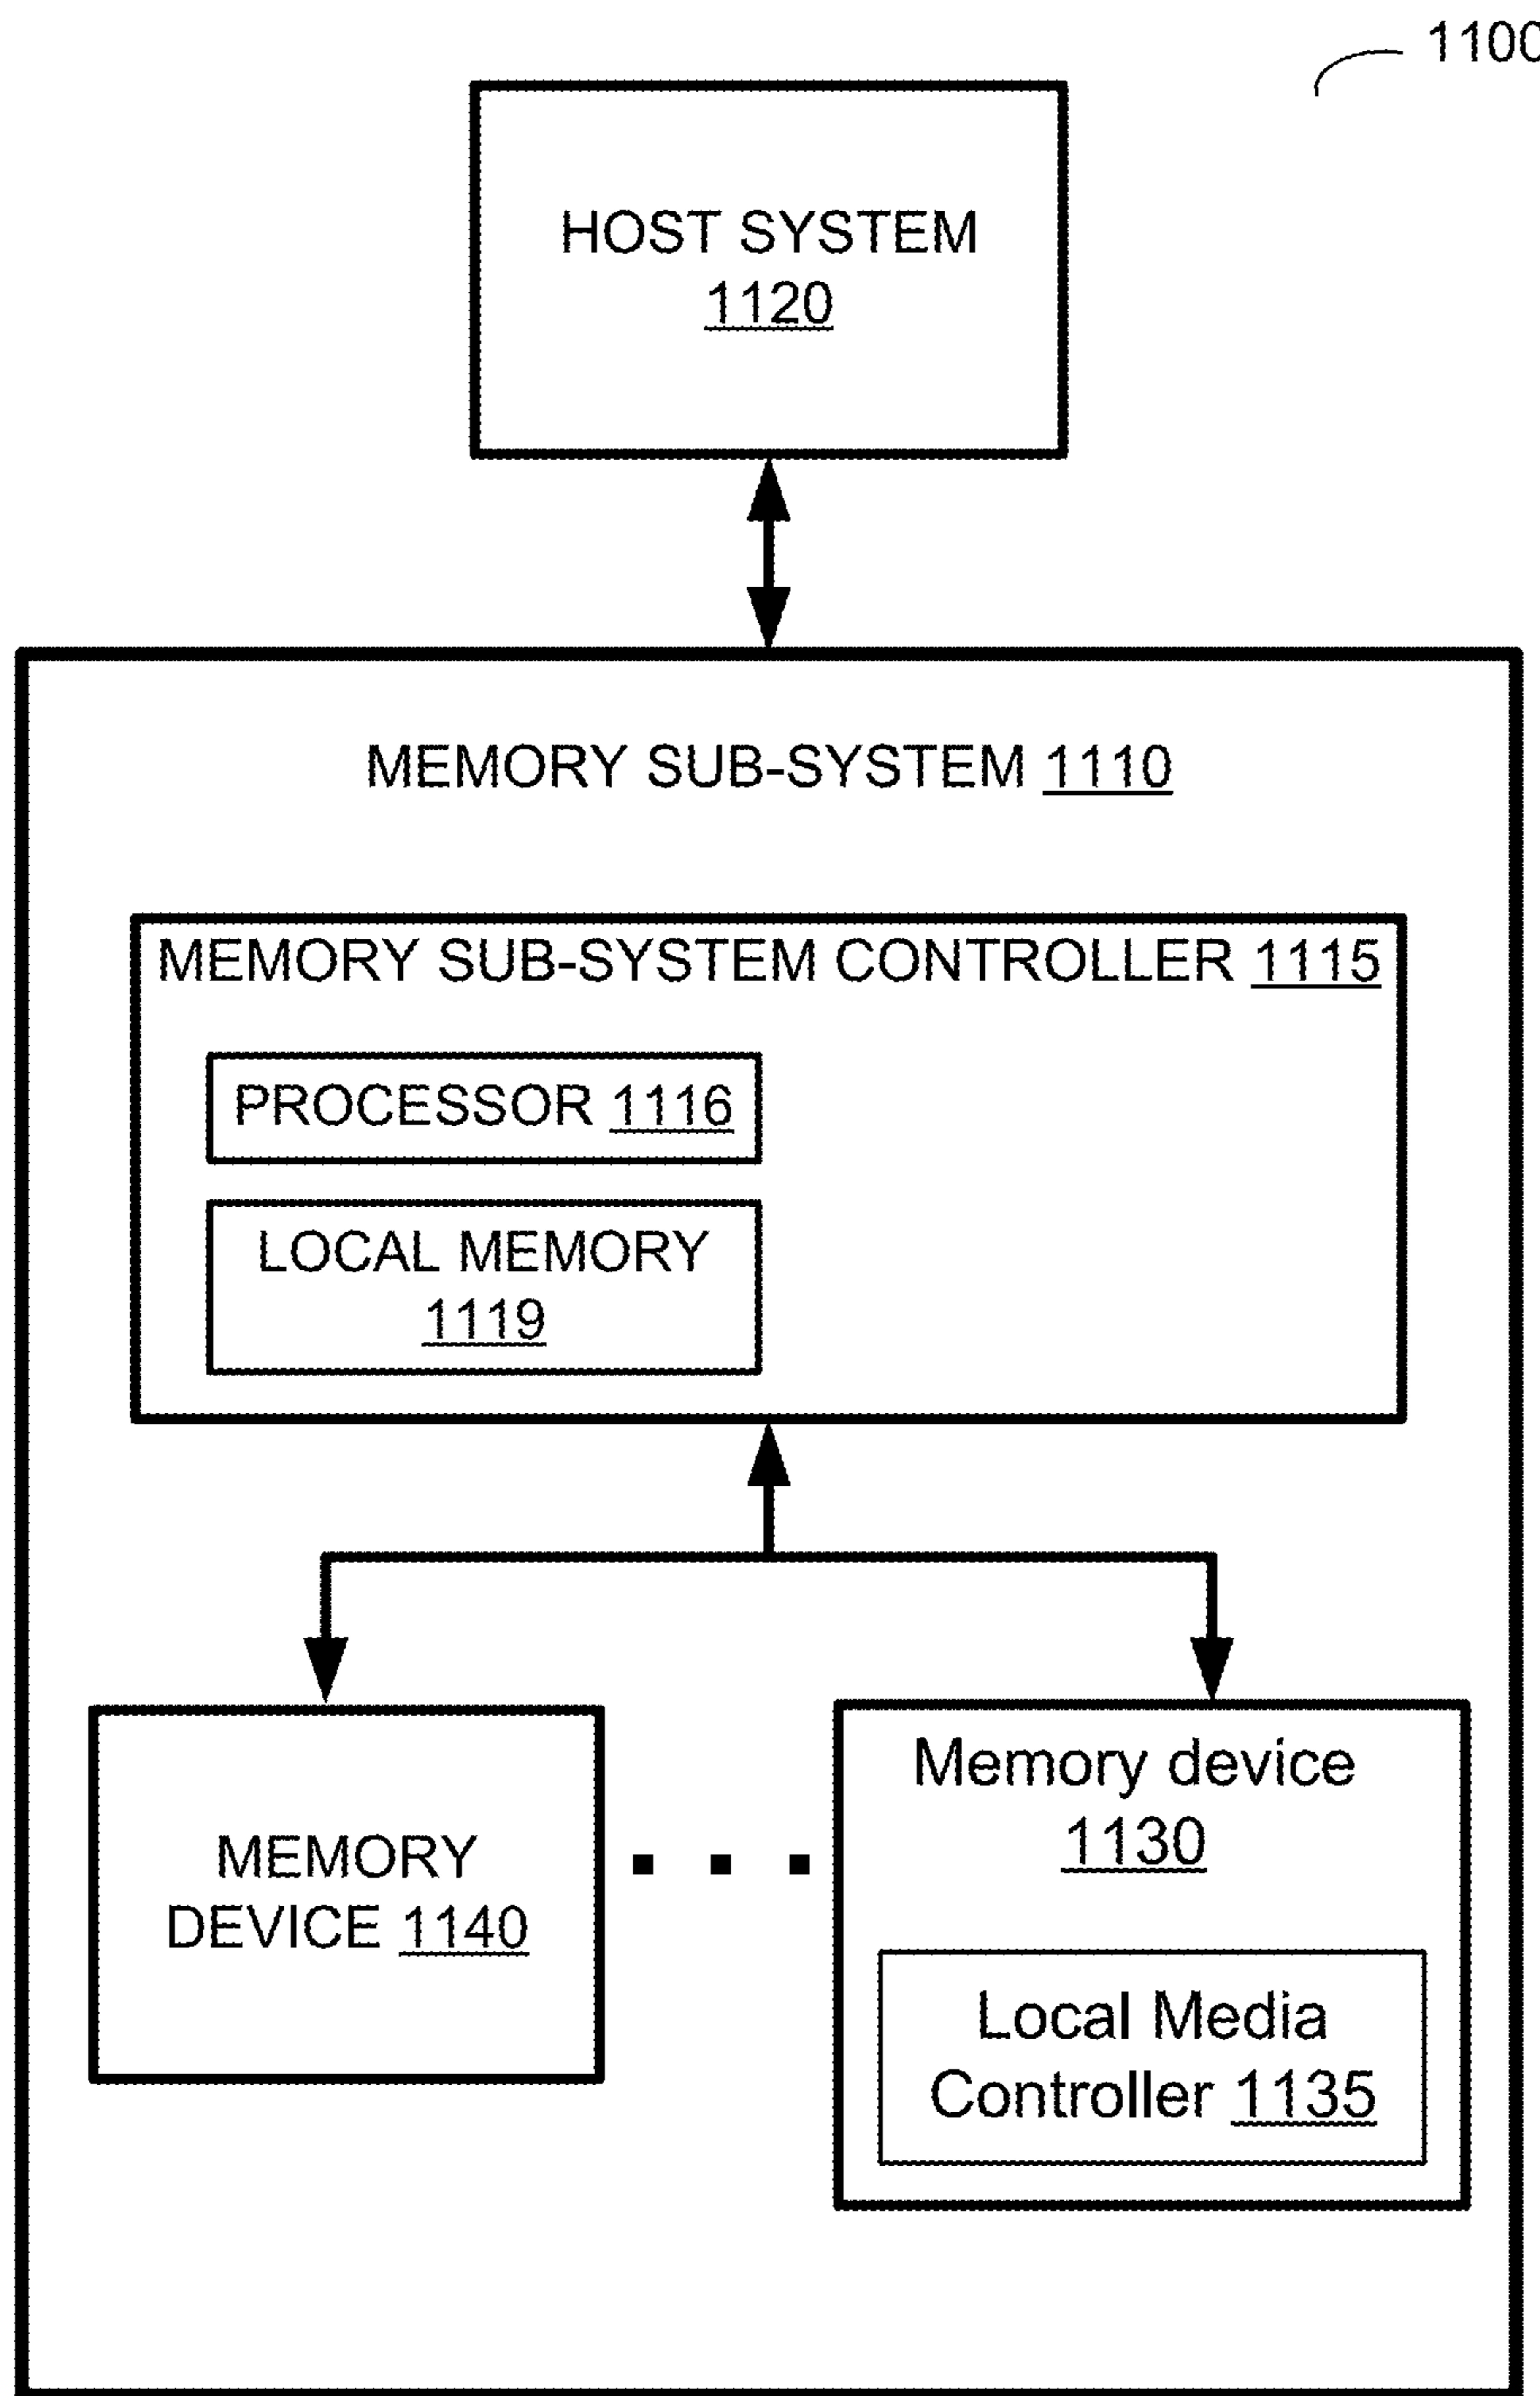 1100
HOST SYSTEM
1120
MEMORY SUB-SYSTEM 1110
MEMORY SUB-SYSTEM CONTROLLER 1115
PROCESSOR 1116
LOCAL MEMORY
1119
MEMORY
DEVICE 1140
Memory device
1130
Local Media
Controller 1135